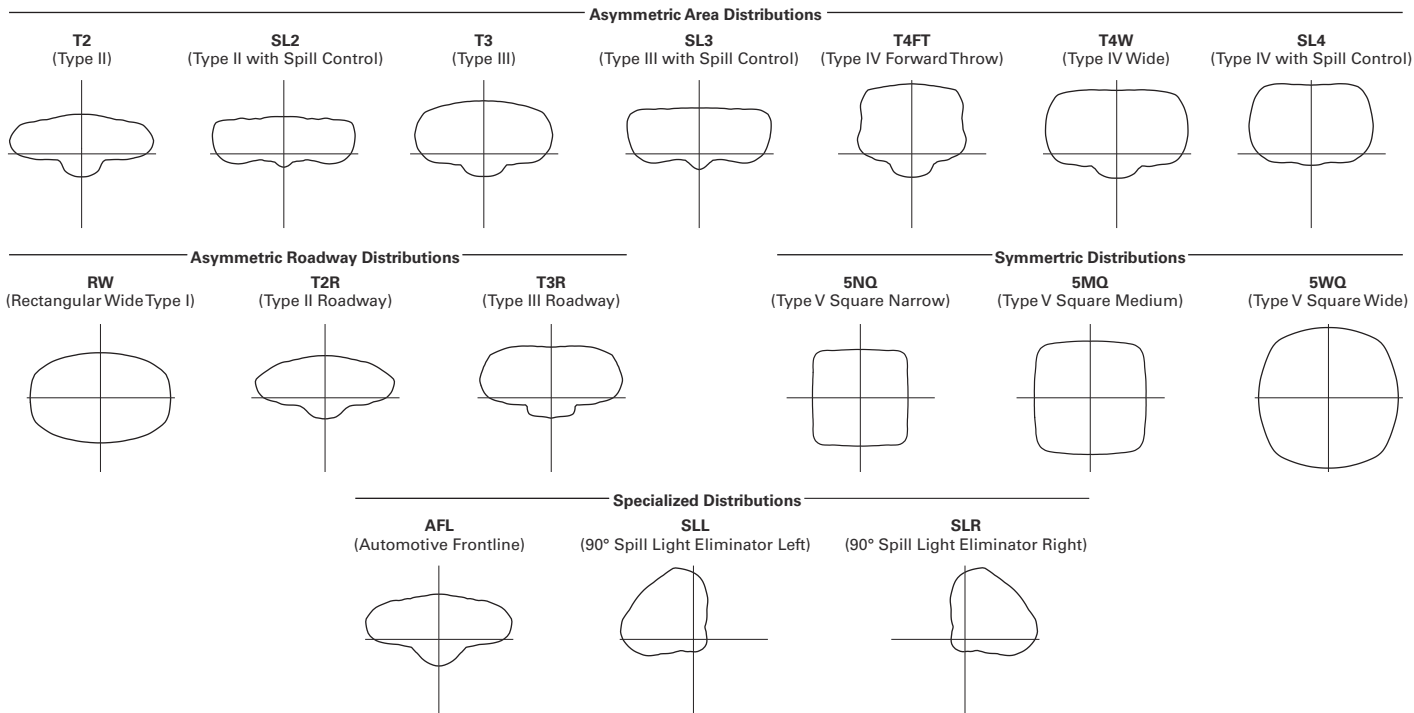 Asymmetric Area Distributions
T2
(Type II)
SL2
(Type II with Spill Control)
T3
(Type III)
SL3
(Type III with Spill Control)
T4FT
(Type IV Forward Throw)
T4W
(Type IV Wide)
SL4
(Type IV with Spill Control)
Asymmetric Roadway Distributions
RW
(Rectangular Wide Type I)
T2R
(Type II Roadway)
T3R
(Type III Roadway)
Symmertric Distributions
5NQ
(Type V Square Narrow)
5MQ
(Type V Square Medium)
5WQ
(Type V Square Wide)
Specialized Distributions
AFL
(Automotive Frontline)
SLL
(90° Spill Light Eliminator Left)
SLR
(90° Spill Light Eliminator Right)